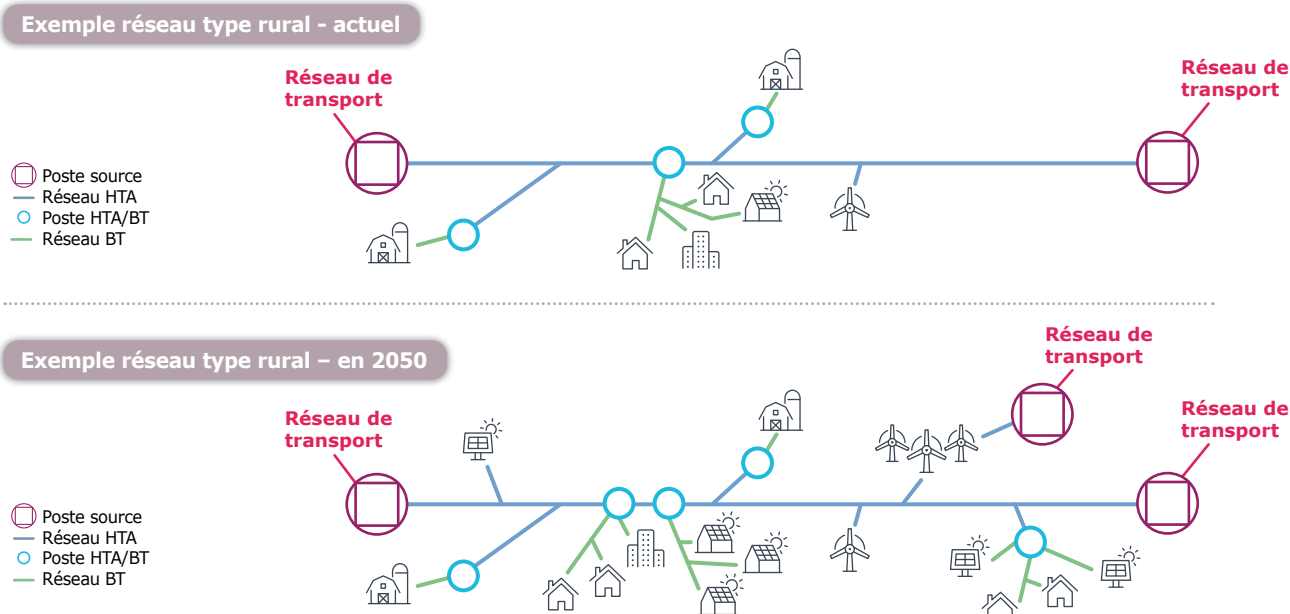 Exemple réseau type rural - actuel
Réseau de
transport
Réseau de
transport
Poste source
Réseau HTA
Poste HTA/BT
Réseau BT
Exemple réseau type rural – en 2050
Réseau de
transport
Réseau de
transport
Réseau de
transport
Poste source
Réseau HTA
Poste HTA/BT
Réseau BT